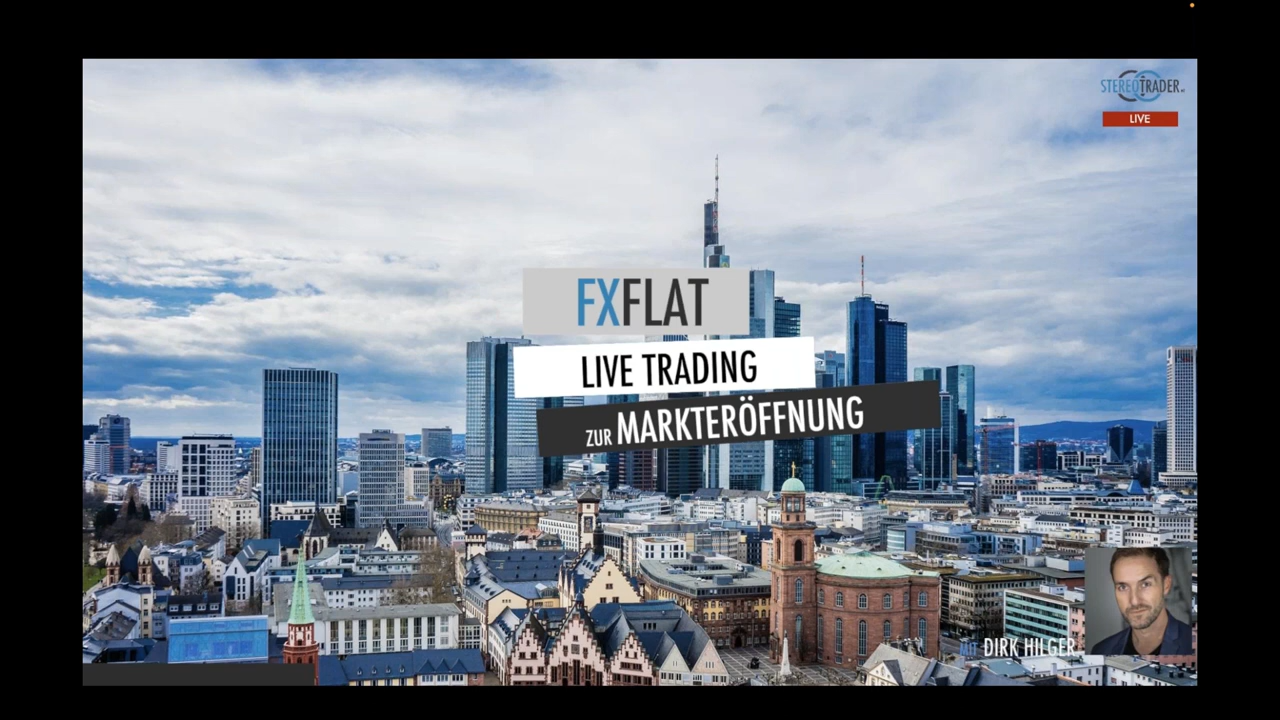 STEREOTRADER
LIVE
FXFLAT
LIVE TRADING
ZUR MARKTERÖFFNUNG
MIT DIRK HILGER